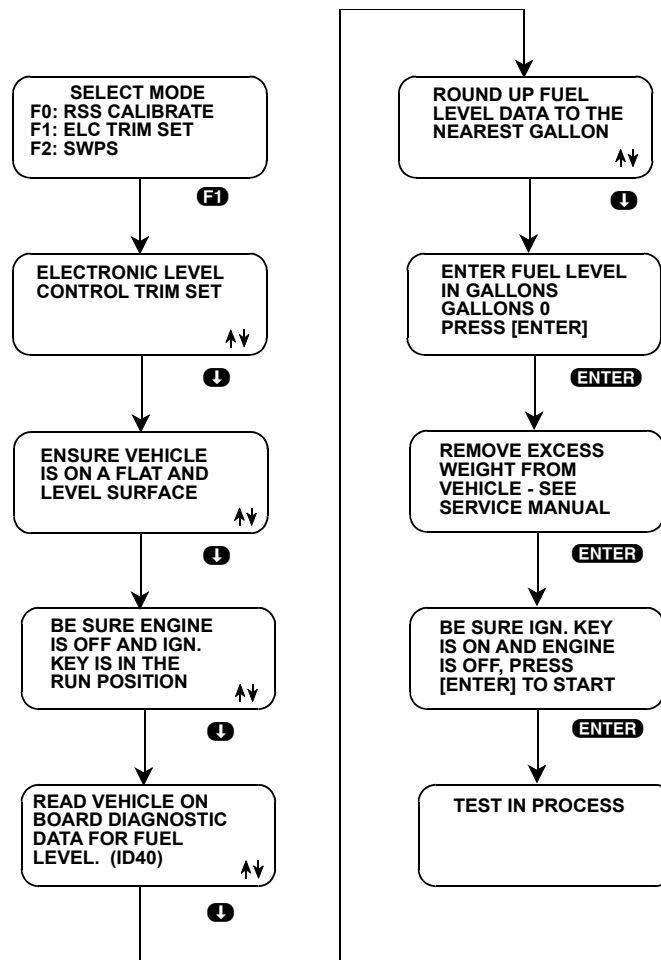 SELECT MODE
F0: RSS CALIBRATE
F1: ELC TRIM SET
F2: SWPS
F1
ELECTRONIC LEVEL
CONTROL TRIM SET
ENSURE VEHICLE
IS ON A FLAT AND
LEVEL SURFACE
BE SURE ENGINE
IS OFF AND IGN.
KEY IS IN THE
RUN POSITION
READ VEHICLE ON
BOARD DIAGNOSTIC
DATA FOR FUEL
LEVEL. (ID40)
ROUND UP FUEL
LEVEL DATA TO THE
NEAREST GALLON
ENTER FUEL LEVEL
IN GALLONS
GALLONS 0
PRESS [ENTER]
ENTER
REMOVE EXCESS
WEIGHT FROM
VEHICLE - SEE
SERVICE MANUAL
ENTER
BE SURE IGN. KEY
IS ON AND ENGINE
IS OFF, PRESS
[ENTER] TO START
ENTER
TEST IN PROCESS